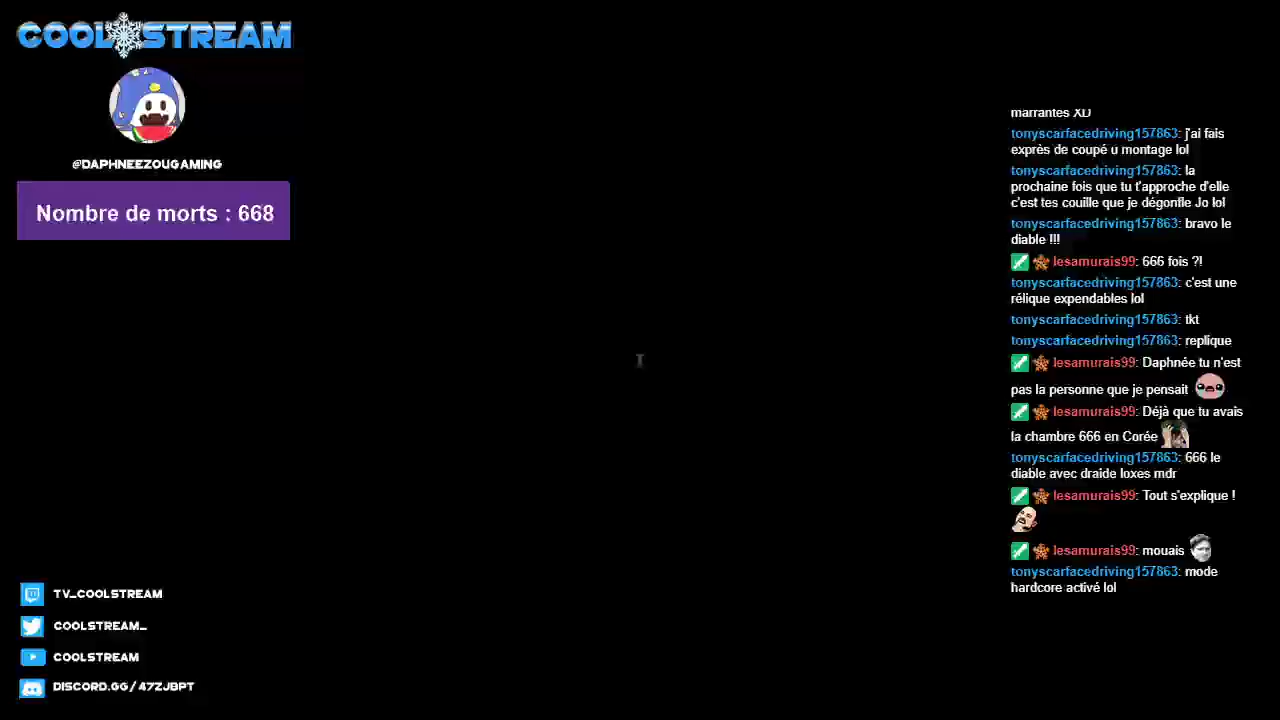 COOL STREAM
@DAPHNEEZOUGAMING
Nombre de morts : 668
TV_COOLSTREAM
COOLSTREAM_
COOLSTREAM
DISCORD.GG/47ZJBPT
marrantes XD
tonyscarfacedriving157863: j'ai fais
exprès de coupé u montage lol
tonyscarfacedriving157863: la
prochaine fois que tu t'approche d'elle
c'est tes couille que je dégonfle Jo lol
tonyscarfacedriving157863: bravo le
diable !!!
lesamurais99: 666 fois ?!
tonyscarfacedriving157863: c'est une
rélique expendables lol
tonyscarfacedriving157863: tkt
tonyscarfacedriving157863: replique
lesamurais99: Daphnée tu n'est
pas la personne que je pensait
lesamurais99: Déjà que tu avais
la chambre 666 en Corée
tonyscarfacedriving157863: 666 le
diable avec draide loxes mdr
lesamurais99: Tout s'explique !
lesamurais99: mouais
tonyscarfacedriving157863: mode
hardcore activé lol